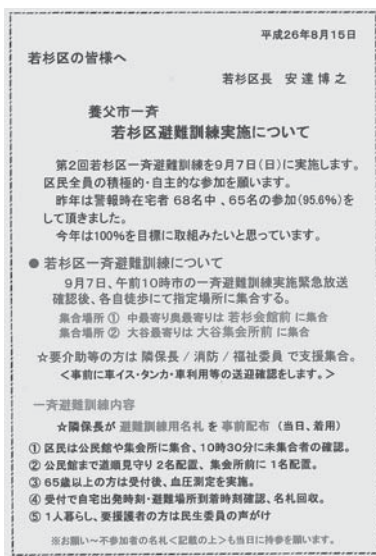 平成26年8月15日
若杉区の皆様へ
若杉区長 安達博之
養父市一斉
若杉区避難訓練実施について
第2回若杉区一斉避難訓練を9月7日(日)に実施します。
区民全員の積極的・自主的な参加を願います。
昨年は警報時在宅者 68名中、65名の参加(95.6%)を
して頂きました。
今年は100%を目標に取組みたいと思っています。
● 若杉区一斉避難訓練について
9月7日、午前10時市の一斉避難訓練実施緊急放送
確認後、各自徒歩にて指定場所に集合する。
集合場所 ① 中最寄り奥最寄りは 若杉会館前 に集合
集合場所 ② 大谷最寄りは 大谷集会所前 に集合
☆要介助等の方は 隣保長 / 消防 / 福祉委員 で支援集合。
<事前に車イス・タンカ・車利用等の送迎確認をします。>
一斉避難訓練内容
☆隣保長が 避難訓練用名札 を 事前配布 (当日、着用)
① 区民は公民館や集会所に集合、10時30分に未集合者の確認。
② 公民館まで道順見守り 2名配置、集会所前に 1名配置。
③ 65歳以上の方は受付後、血圧測定を実施。
④ 受付で自宅出発時刻・避難場所到着時刻確認、名札回収。
⑤ 1人暮らし、要援護者の方は民生委員の声がけ
※お願い~不参加者の名札<記載の上>も当日に持参を願います。